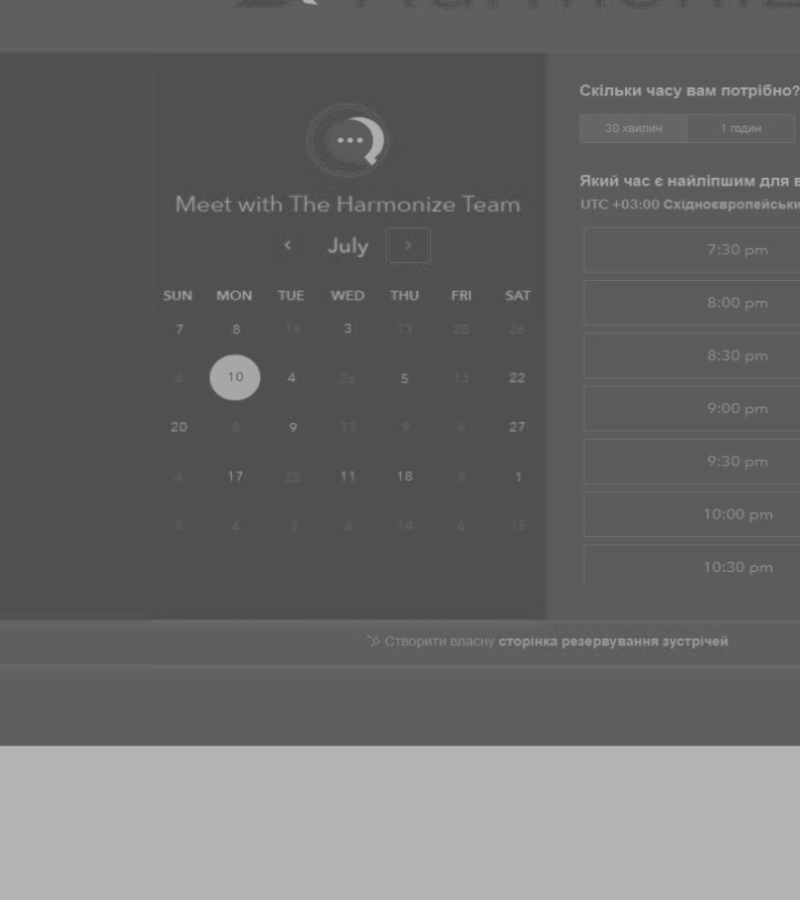 Meet with The Harmonize Team
July
SUN MON TUE WED THU FRI SAT
7 8 16 3 13 28 26
6 10 4 26 5 13 22
20 8 9 13 9 6 27
4 17 22 11 18 8 1
8 4 3 4 14 6 15
Скільки часу вам потрібно?
30 хвилин 1 годин
Який час є найліпшим для
UTC +03:00
7:30 pm
8:00 pm
8:30 pm
9:00 pm
9:30 pm
10:00 pm
10:30 pm
Створити власну сторінка резервування зустрічей